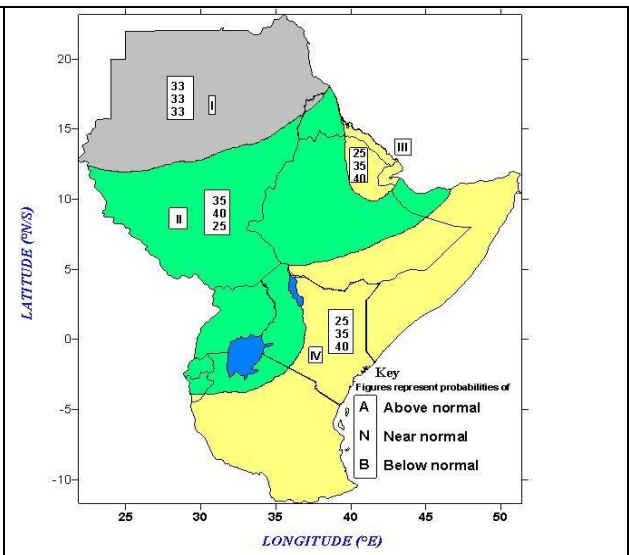 20
33
33
33
I
15
III
25
35
40
10
35
40
25
II
5
0
25
35
40
IV
Key
Figures represent probabilities of
A Above normal
N Near normal
B Below normal
-5
-10
25 30 35 40 45 50
LATITUDE (°N/S)
LONGITUDE (°E)